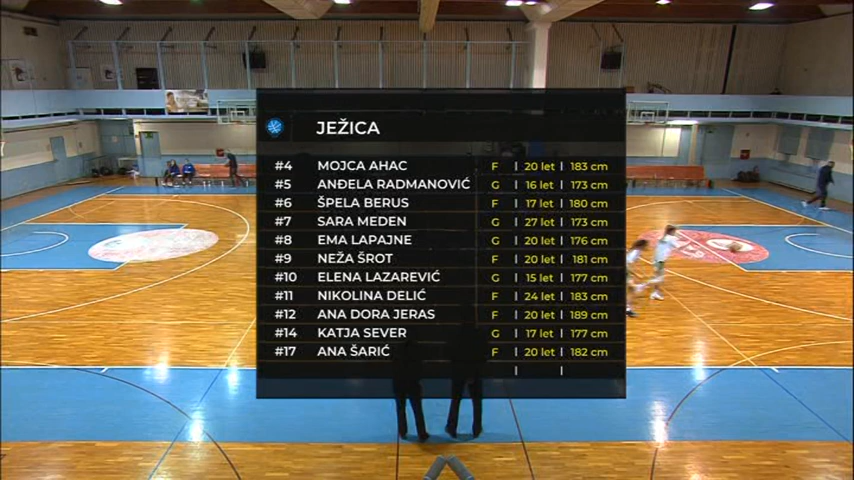 JEŽICA
#4 MOJCA AHAC F | 20 let | 183 cm
#5 ANĐELA RADMANOVIĆ G | 16 let | 173 cm
#6 ŠPELA BERUS F | 17 let | 180 cm
#7 SARA MEDEN G | 27 let | 173 cm
#8 EMA LAPAJNE G | 20 let | 176 cm
#9 NEŽA ŠROT F | 20 let | 181 cm
#10 ELENA LAZAREVIĆ G | 15 let | 177 cm
#11 NIKOLINA DELIĆ F | 24 let | 183 cm
#12 ANA DORA JERAS F | 20 let | 189 cm
#14 KATJA SEVER G | 17 let | 177 cm
#17 ANA ŠARIĆ F | 20 let | 182 cm